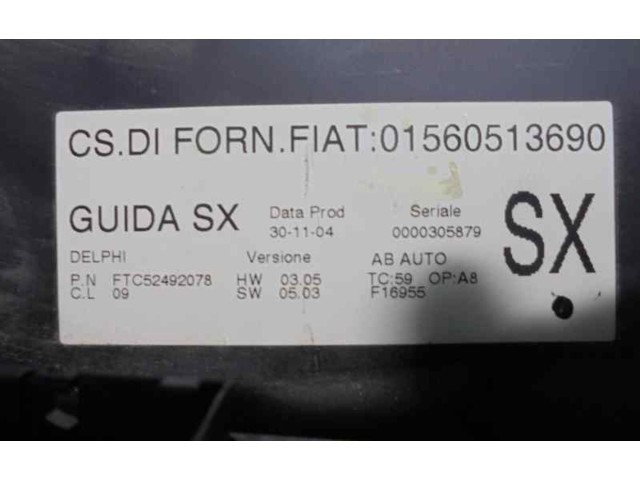 CS.DI FORN.FIAT:01560513690
GUIDA SX Data Prod Seriale SX
30-11-04 0000305879
DELPHI Versione AB AUTO
P.N FTC52492078 HW 03.05 TC:59 OP:A8
C.L 09 SW 05.03 F16955